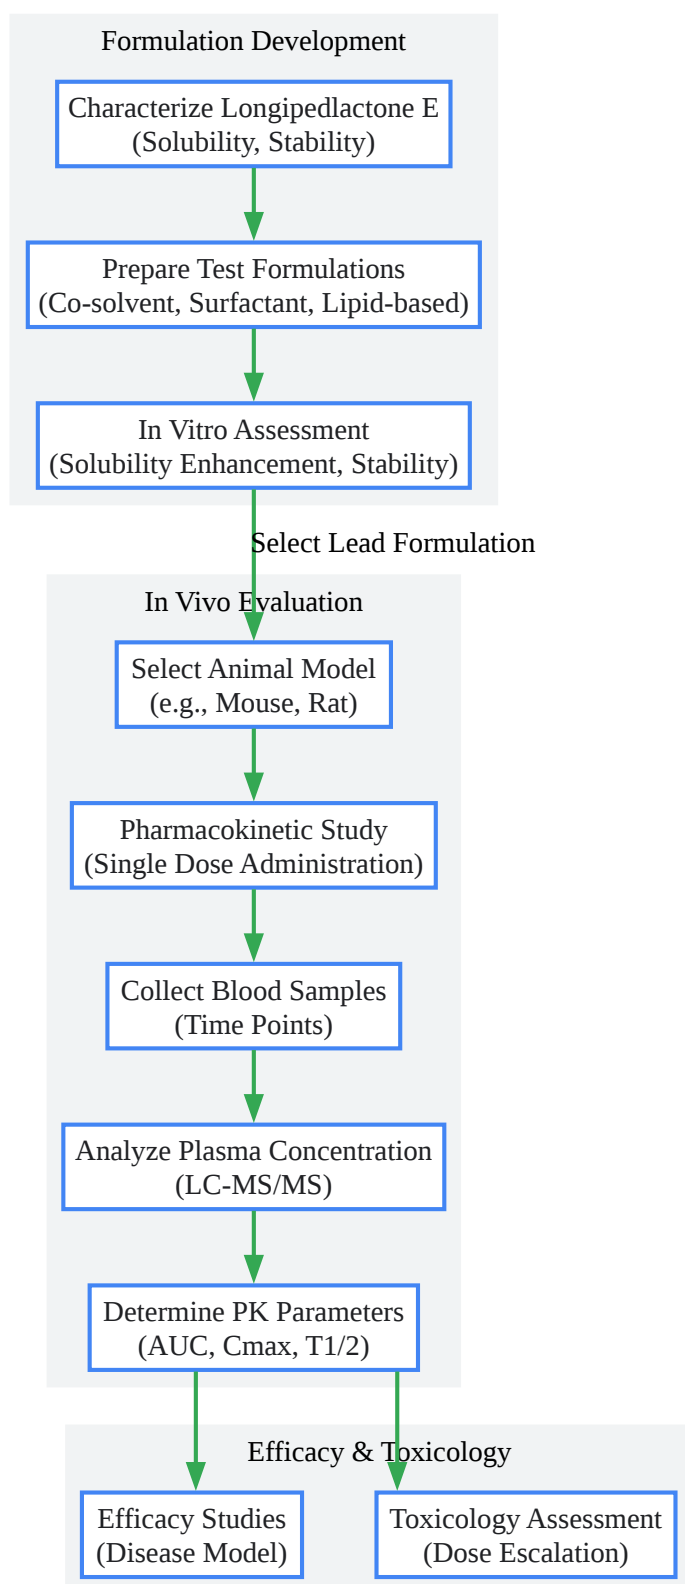 Formulation Development
Characterize Longipedlactone E
(Solubility, Stability)
Prepare Test Formulations
(Co-solvent, Surfactant, Lipid-based)
In Vitro Assessment
(Solubility Enhancement, Stability)
Select Lead Formulation
In Vivo Evaluation
Select Animal Model
(e.g., Mouse, Rat)
Pharmacokinetic Study
(Single Dose Administration)
Collect Blood Samples
(Time Points)
Analyze Plasma Concentration
(LC-MS/MS)
Determine PK Parameters
(AUC, Cmax, T1/2)
Efficacy & Toxicology
Efficacy Studies
(Disease Model)
Toxicology Assessment
(Dose Escalation)